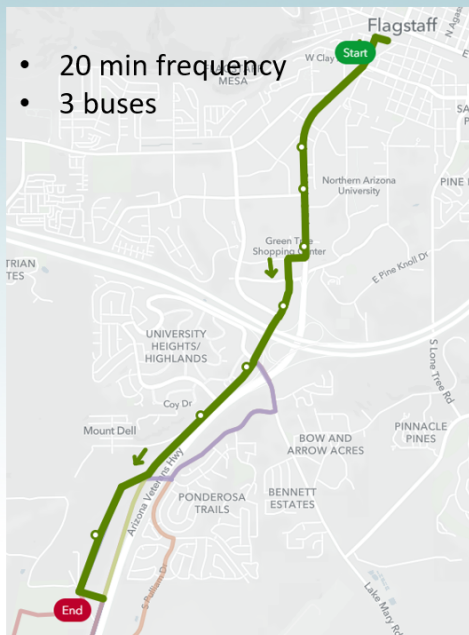 Flagstaff
N Agass
Start
W Clay
• 20 min frequency
MESA
• 3 buses
Northern Arizona
University
PINE
Green Tree
Shopping Center
TRIAN
TES
E Pine Knoll Dr
UNIVERSITY
HEIGHTS/
HIGHLANDS
S Lone Tree Rd
Coy Dr
Mount Dell
BOW AND
ARROW ACRES
PINNACLE
PINES
Arizona Veterans Hwy
PONDEROSA
TRAILS
BENNETT
ESTATES
S Pulliam Dr
Lake Mary Rd
End